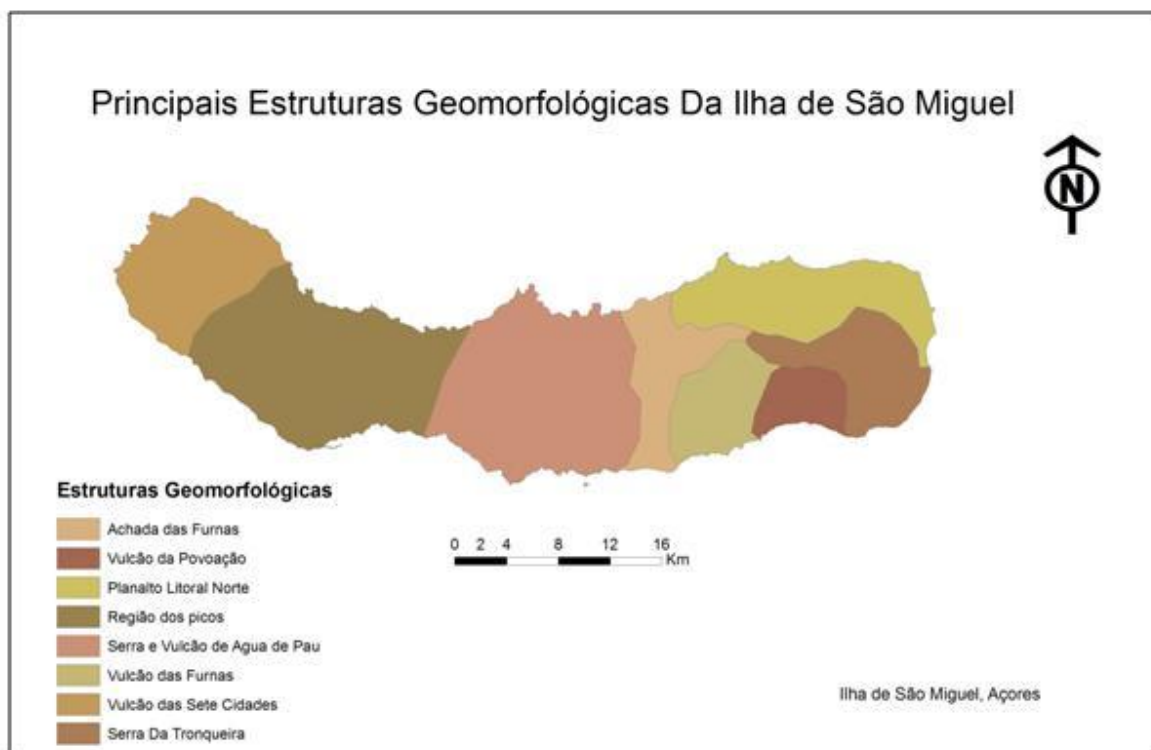 Principais Estruturas Geomorfológicas Da Ilha de São Miguel
N
Estruturas Geomorfológicas
Achada das Furnas
Vulcão da Povoação
Planalto Litoral Norte
Região dos picos
Serra e Vulcão de Agua de Pau
Vulcão das Furnas
Vulcão das Sete Cidades
Serra Da Tronqueira
0 2 4 8 12 16
Km
Ilha de São Miguel, Açores